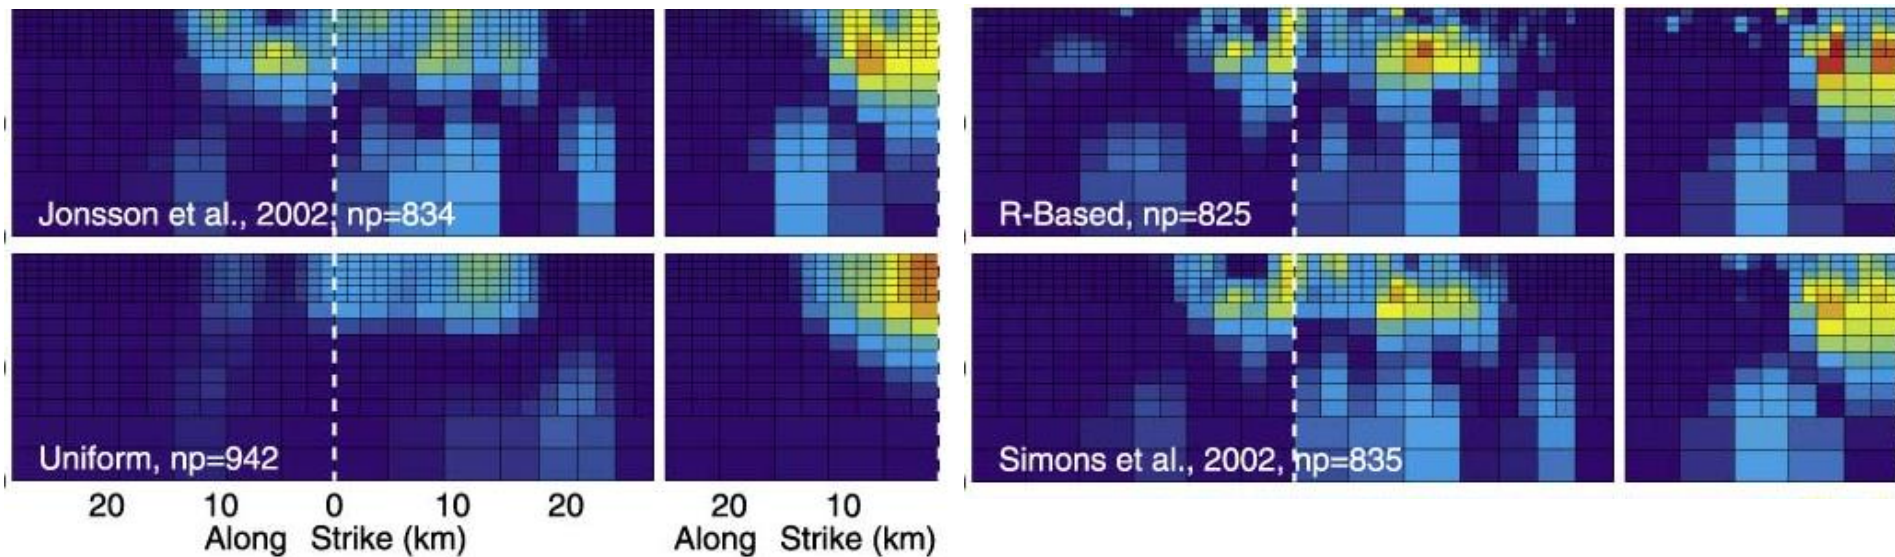 Jonsson et al., 2002, np=834
R-Based, np=825
Uniform, np=942
Simons et al., 2002, np=835
20 10 0 10 20 20 10
Along Strike (km) Along Strike (km)